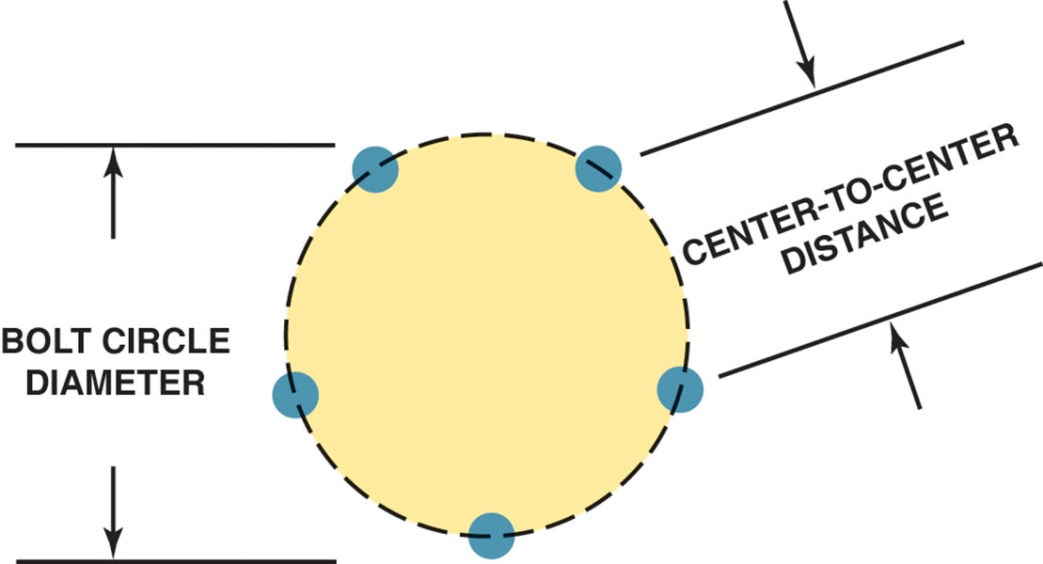 BOLT CIRCLE
DIAMETER
CENTER-TO-CENTER
DISTANCE